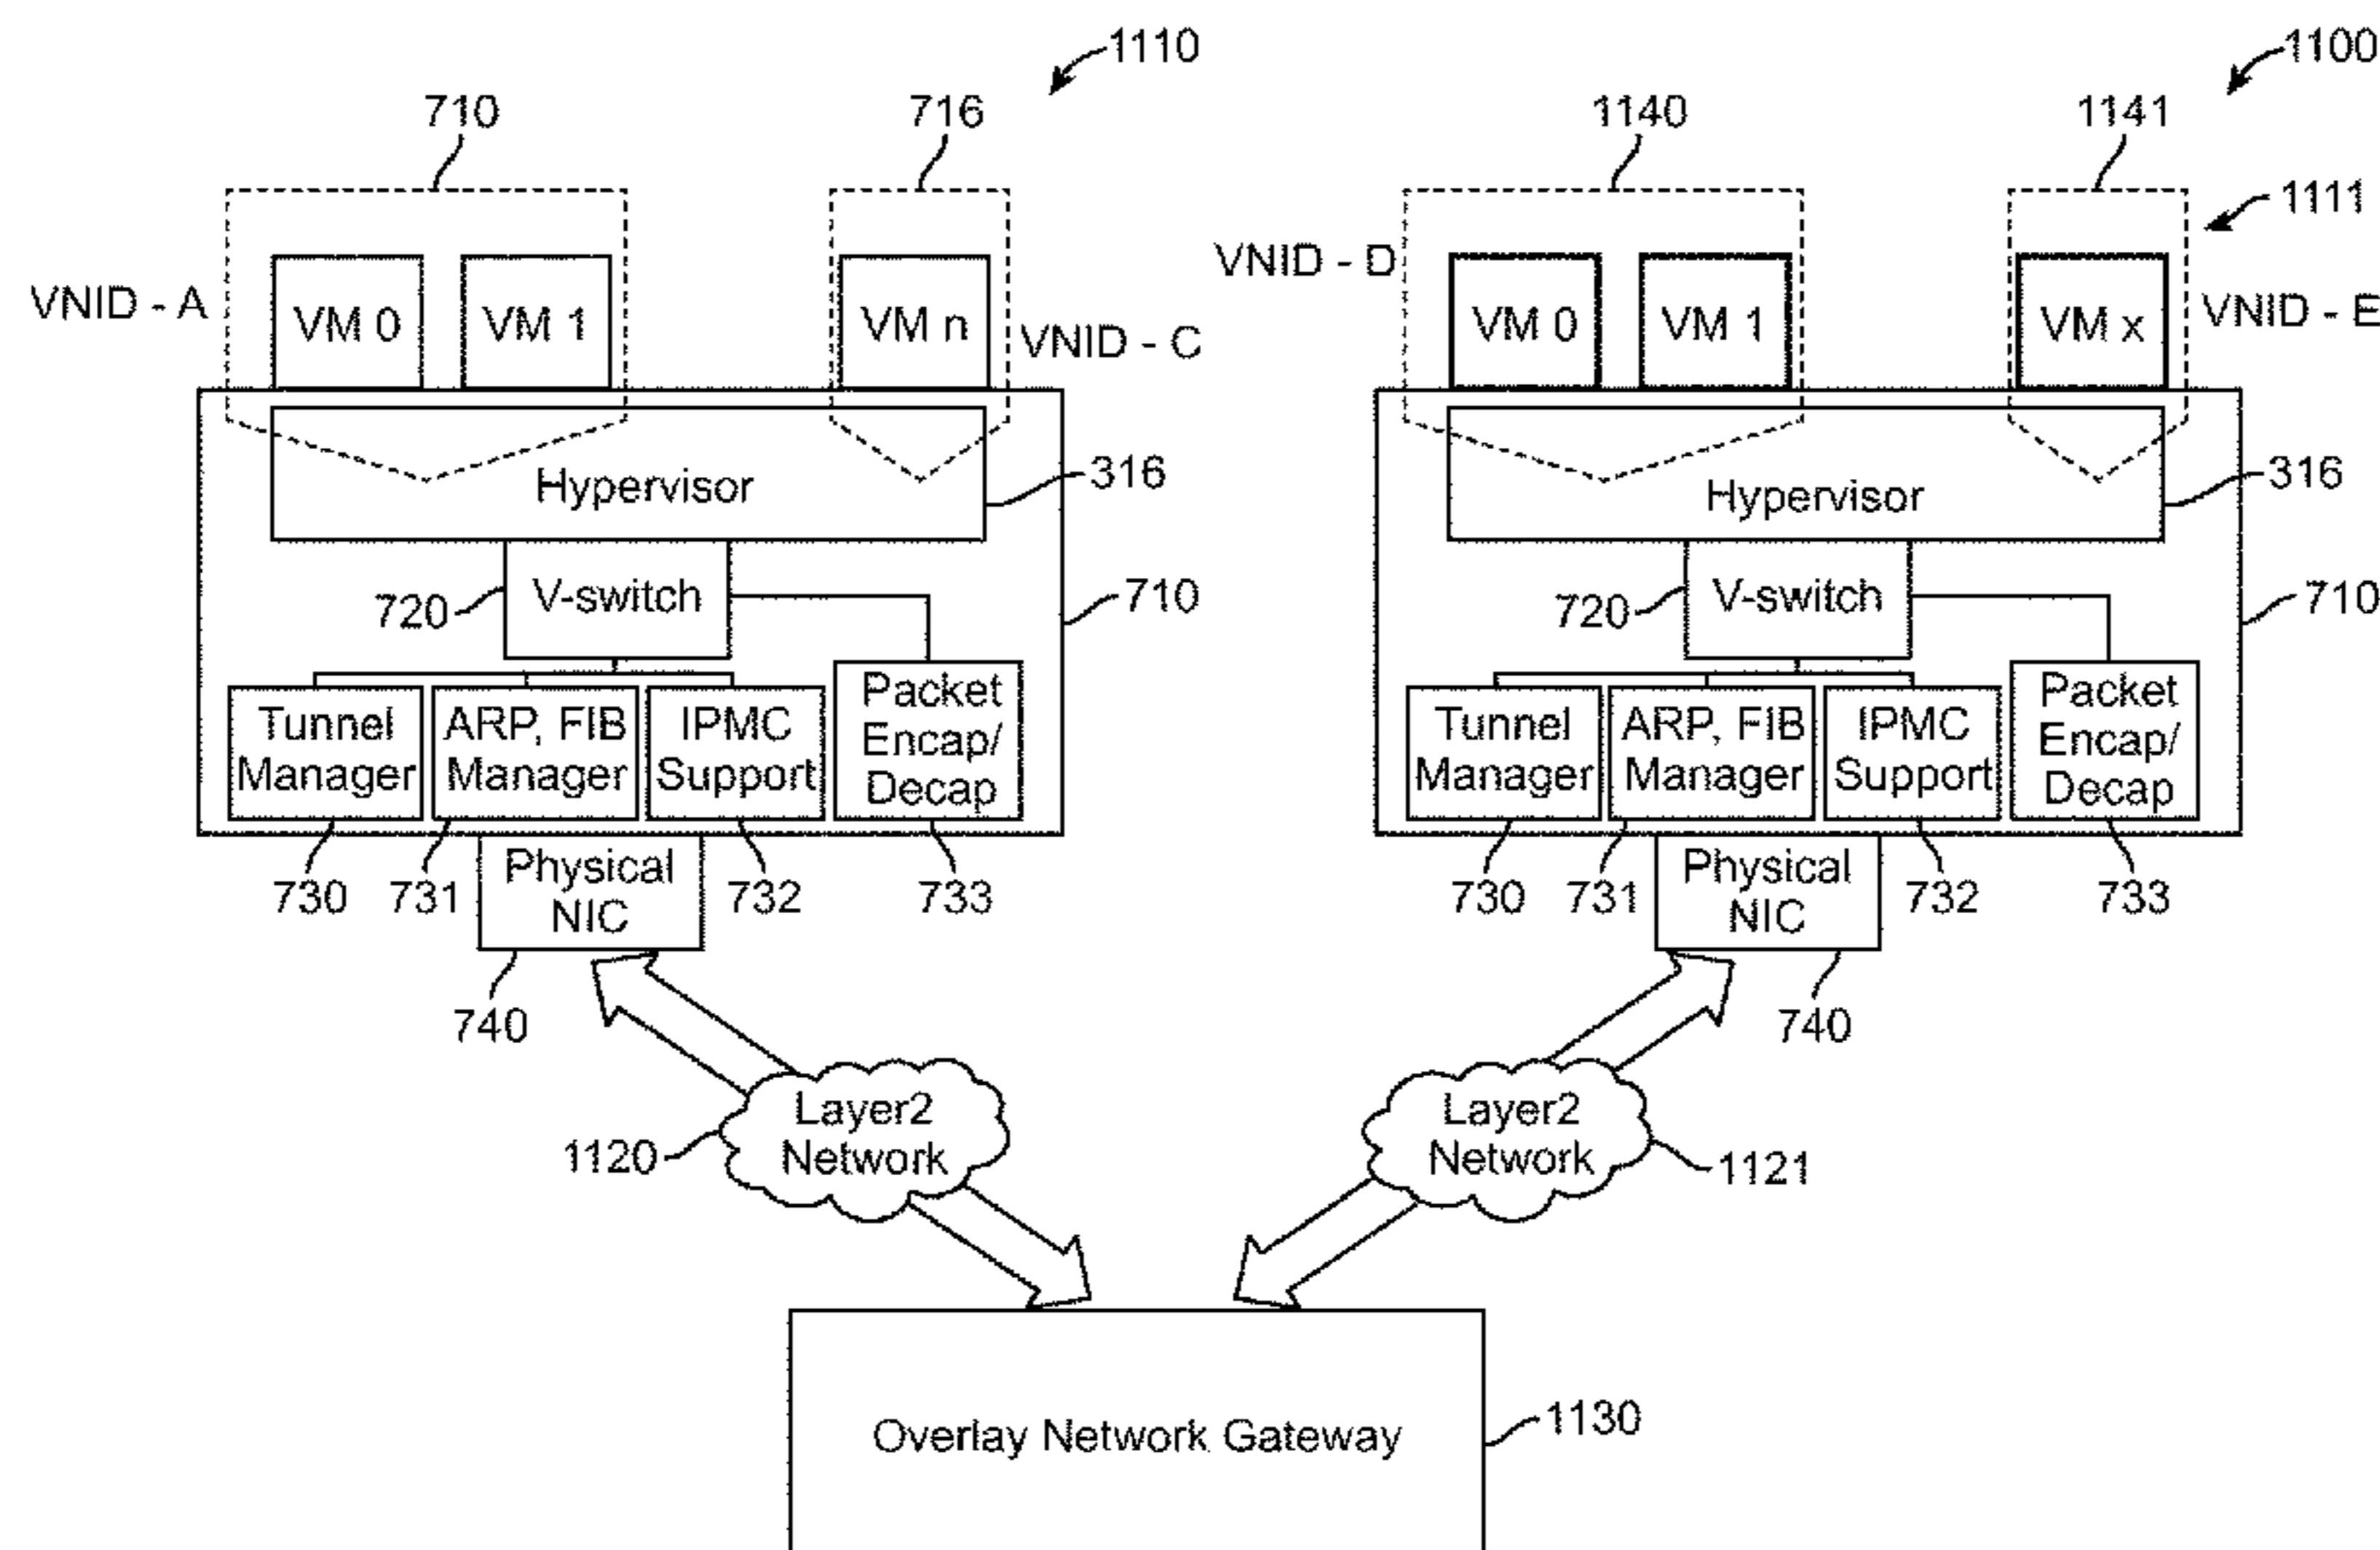 1110
1100
710
716
1140
1141
1111
VNID - A
VM 0
VM 1
VM n
VNID - C
VNID - D
VM 0
VM 1
VM x
VNID - E
Hypervisor
316
Hypervisor
316
720
V-switch
710
720
V-switch
710
Tunnel
Manager
ARP, FIB
Manager
IPMC
Support
Packet
Encap/
Decap
Tunnel
Manager
ARP, FIB
Manager
IPMC
Support
Packet
Encap/
Decap
730
731
Physical
NIC
732
733
730
731
Physical
NIC
732
733
740
740
Layer2
Network
1120
Layer2
Network
1121
Overlay Network Gateway
1130